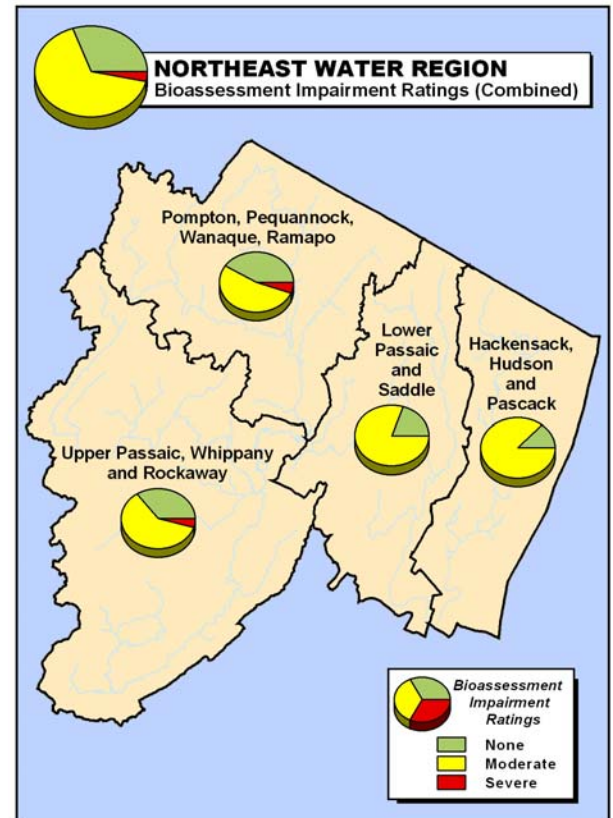 NORTHEAST WATER REGION
Bioassessment Impairment Ratings (Combined)
Pompton, Pequannock,
Wanaque, Ramapo
Lower
Passaic
and
Saddle
Hackensack,
Hudson
and
Pascack
Upper Passaic, Whippany
and Rockaway
Bioassessment
Impairment
Ratings
None
Moderate
Severe